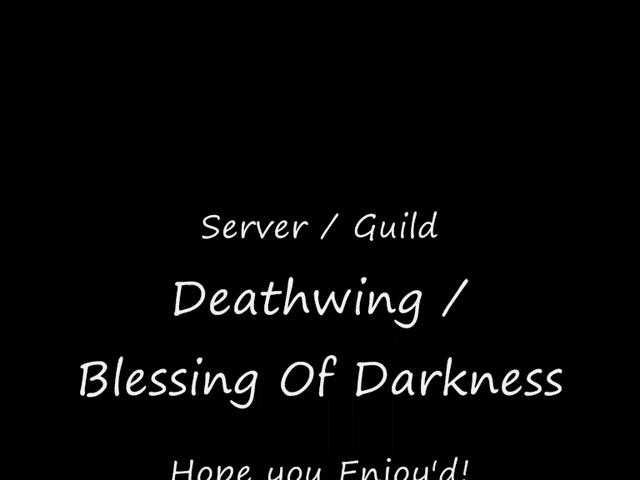 Server / Guild
Deathwing /
Blessing Of Darkness
Hope you Enjoy'd!